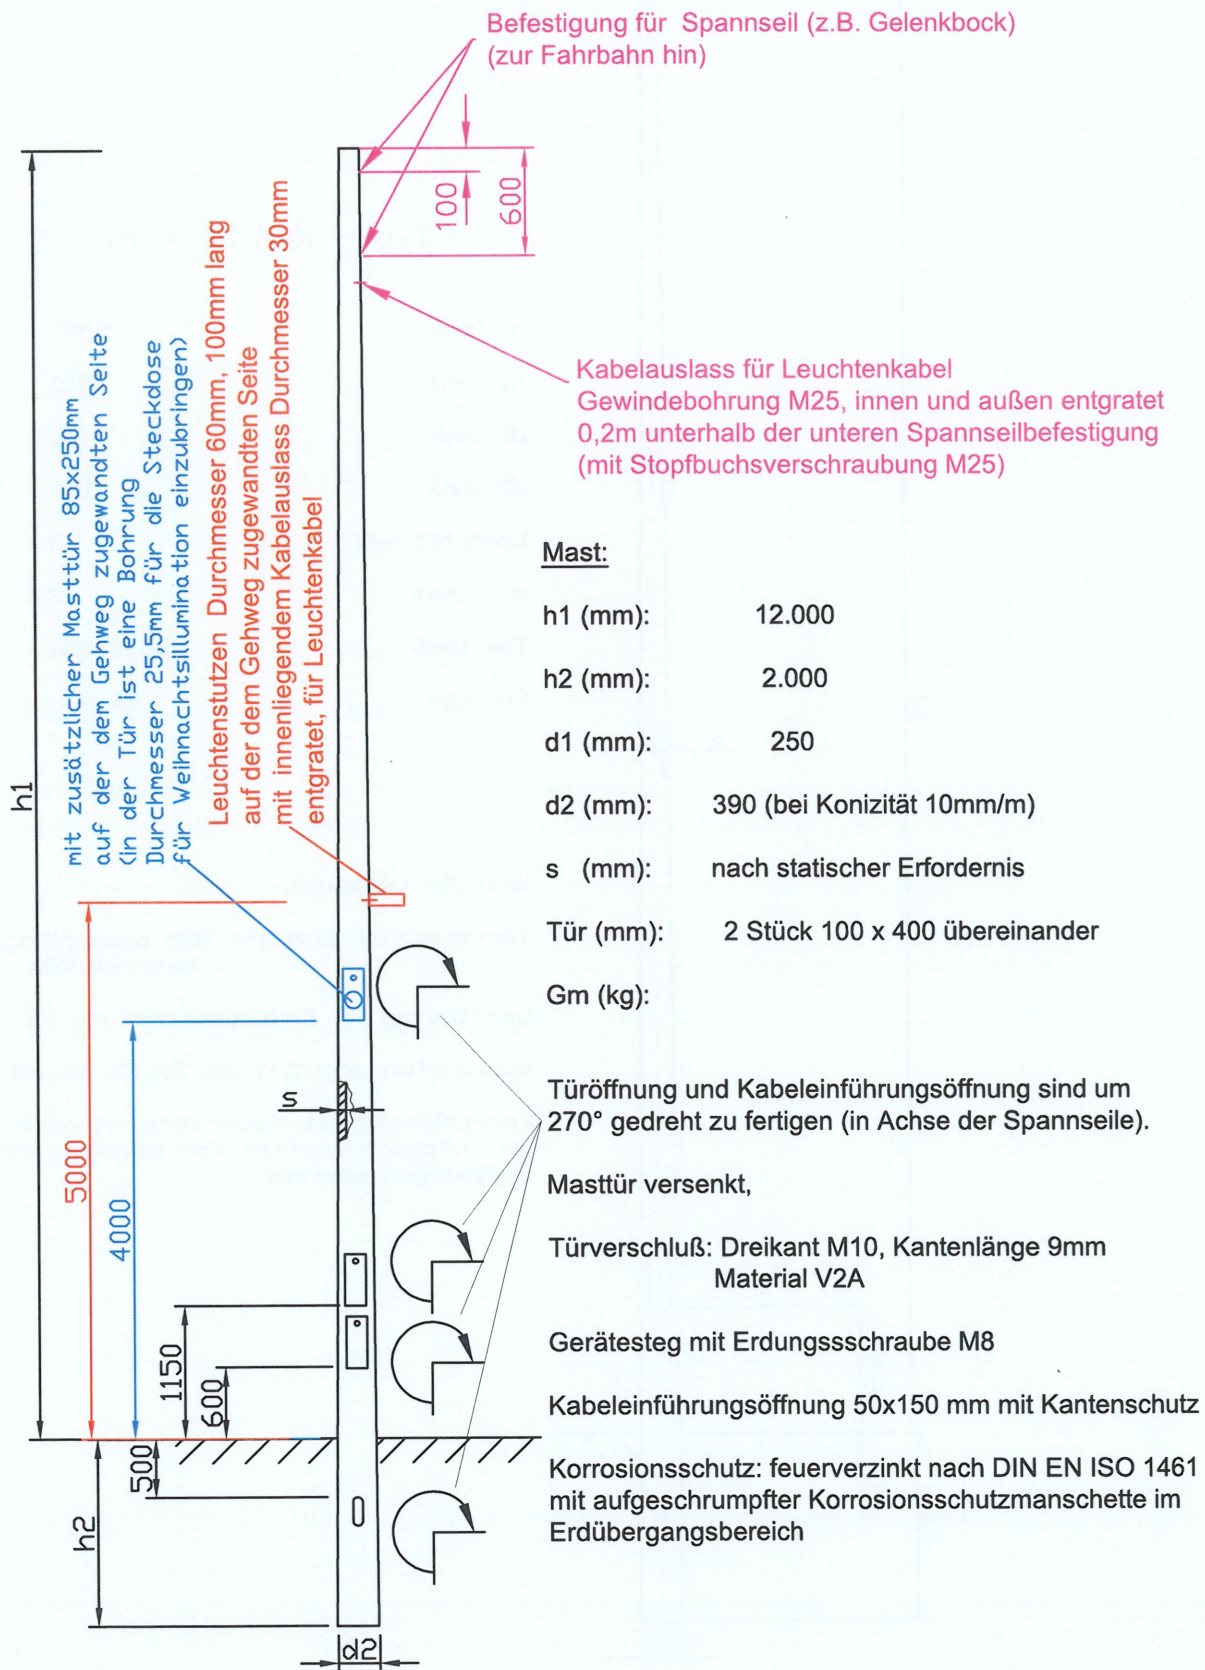 Befestigung für Spannseil (z.B. Gelenkbock)
(zur Fahrbahn hin)
100
600
h1
mit zusätzlicher Masttür 85x250mm
auf der dem Gehweg zugewandten Seite
(in der Tür ist eine Bohrung
Durchmesser 25,5mm für die Steckdose
für Weihnachtsillumination einzubringen)
Leuchtenstutzen Durchmesser 60mm, 100mm lang
auf der dem Gehweg zugewandten Seite
mit innenliegendem Kabelauslass Durchmesser 30mm
entgratet, für Leuchtenkabel
Kabelauslass für Leuchtenkabel
Gewindebohrung M25, innen und außen entgratet
0,2m unterhalb der unteren Spannseilbefestigung
(mit Stopfbuchsverschraubung M25)
Mast:
h1 (mm): 12.000
h2 (mm): 2.000
d1 (mm): 250
d2 (mm): 390 (bei Konizität 10mm/m)
s (mm): nach statischer Erfordernis
Tür (mm): 2 Stück 100 x 400 übereinander
Gm (kg):
s
5000
4000
Türöffnung und Kabeleinführungsöffnung sind um
270° gedreht zu fertigen (in Achse der Spannseile).
Masttür versenkt,
Türverschluß: Dreikant M10, Kantenlänge 9mm
Material V2A
1150
600
Gerätesteg mit Erdungssschraube M8
Kabeleinführungsöffnung 50x150 mm mit Kantenschutz
500
Korrosionsschutz: feuerverzinkt nach DIN EN ISO 1461
mit aufgeschrumpfter Korrosionsschutzmanschette im
Erdübergangsbereich
h2
d2